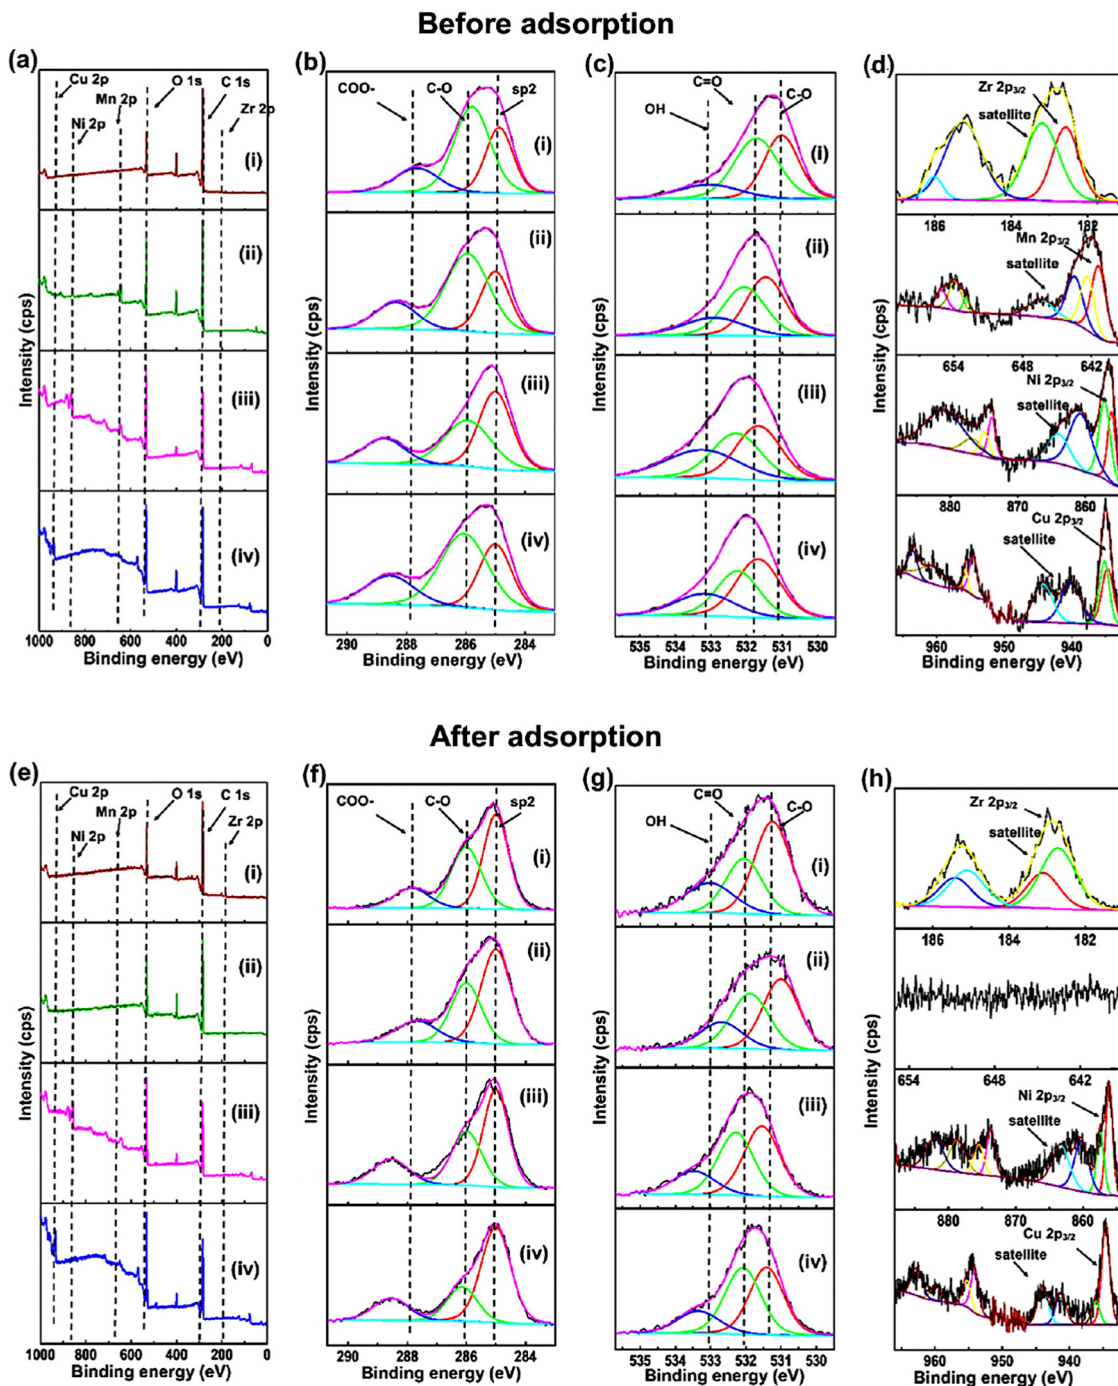 Before adsorption
(a)
Cu 2p
Mn 2p
Ni 2p
O 1s
C 1s
Zr 2p
(i)
(ii)
(iii)
(iv)
Intensity (cps)
1000 800 600 400 200 0
Binding energy (eV)
(b)
COO-
C-O
sp2
(i)
(ii)
(iii)
(iv)
Intensity (cps)
290 288 286 284
Binding energy (eV)
(c)
OH
C=O
C-O
(i)
(ii)
(iii)
(iv)
Intensity (cps)
535 534 533 532 531 530
Binding energy (eV)
(d)
Zr 2p3/2
satellite
186 184 182
Mn 2p3/2
satellite
654 648 642
Ni 2p3/2
satellite
880 870 860
Cu 2p3/2
satellite
Intensity (cps)
960 950 940
Binding energy (eV)
After adsorption
(e)
Cu 2p
Mn 2p
Ni 2p
O 1s
C 1s
Zr 2p
(i)
(ii)
(iii)
(iv)
Intensity (cps)
1000 800 600 400 200 0
Binding energy (eV)
(f)
COO-
C-O
sp2
(i)
(ii)
(iii)
(iv)
Intensity (cps)
290 288 286 284
Binding energy (eV)
(g)
OH
C=O
C-O
(i)
(ii)
(iii)
(iv)
Intensity (cps)
535 534 533 532 531 530
Binding energy (eV)
(h)
Zr 2p3/2
satellite
186 184 182
654 648 642
Ni 2p3/2
satellite
880 870 860
Cu 2p3/2
satellite
Intensity (cps)
960 950 940
Binding energy (eV)